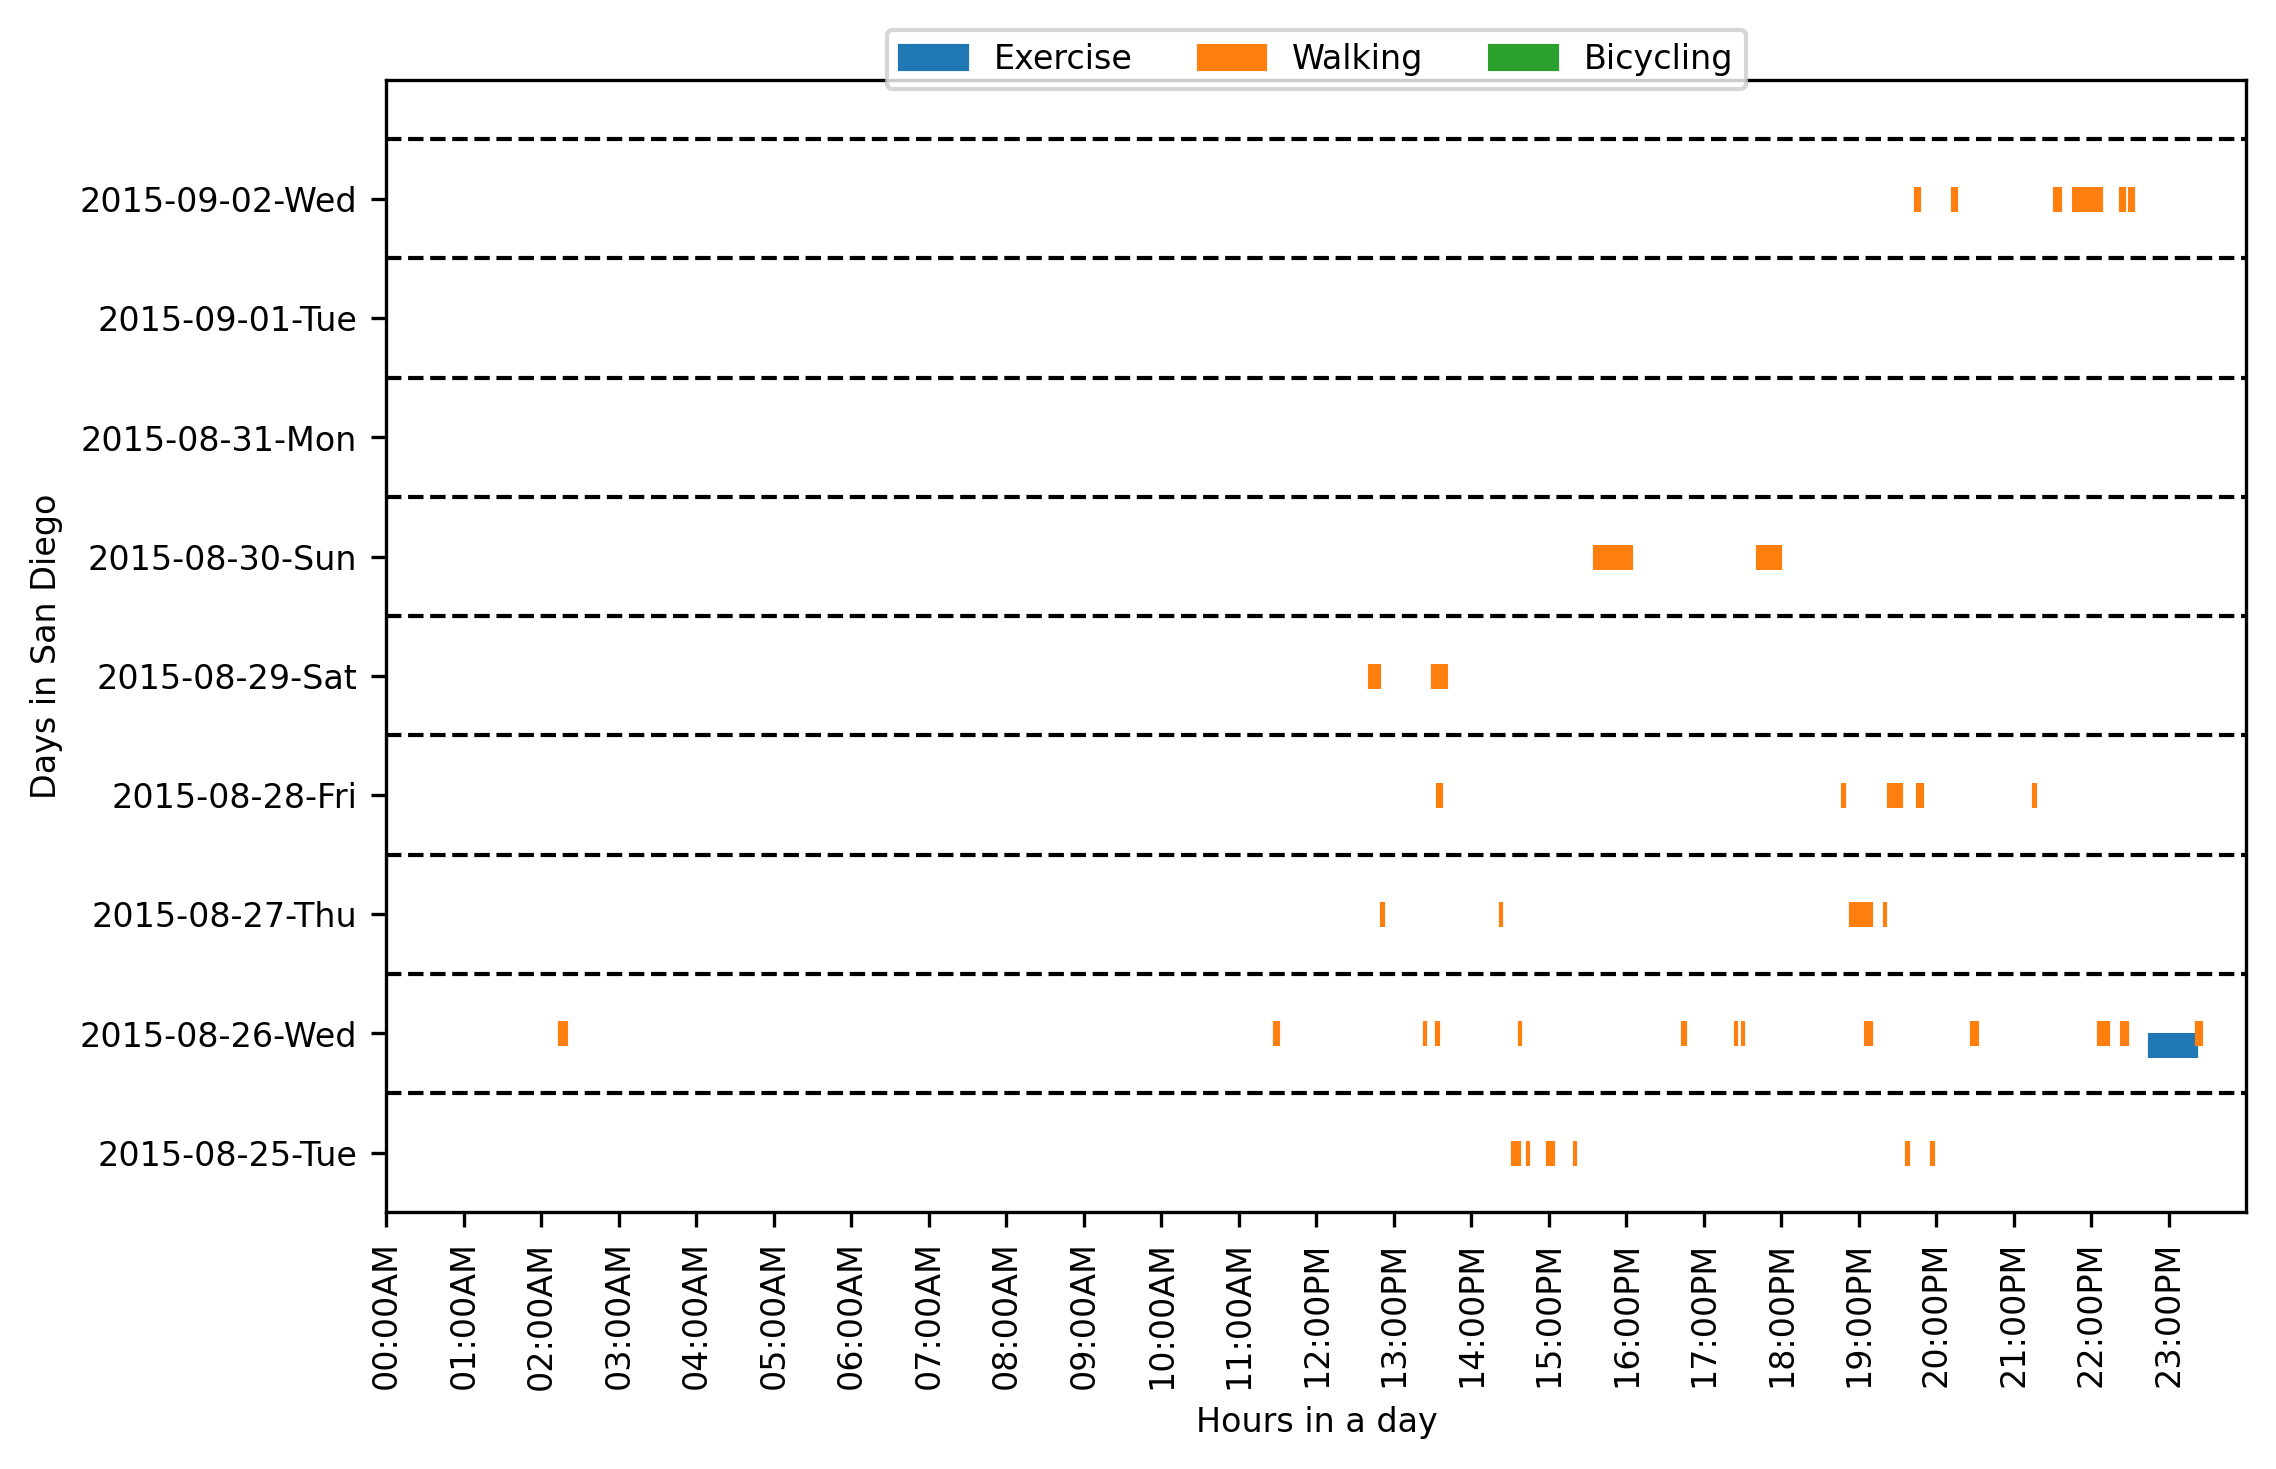 Exercise Walking Bicycling
2015-09-02-Wed
2015-09-01-Tue
2015-08-31-Mon
2015-08-30-Sun
2015-08-29-Sat
2015-08-28-Fri
2015-08-27-Thu
2015-08-26-Wed
2015-08-25-Tue
Days in San Diego
00:00AM
01:00AM
02:00AM
03:00AM
04:00AM
05:00AM
06:00AM
07:00AM
08:00AM
09:00AM
10:00AM
11:00AM
12:00PM
13:00PM
14:00PM
15:00PM
16:00PM
17:00PM
18:00PM
19:00PM
20:00PM
21:00PM
22:00PM
23:00PM
Hours in a day